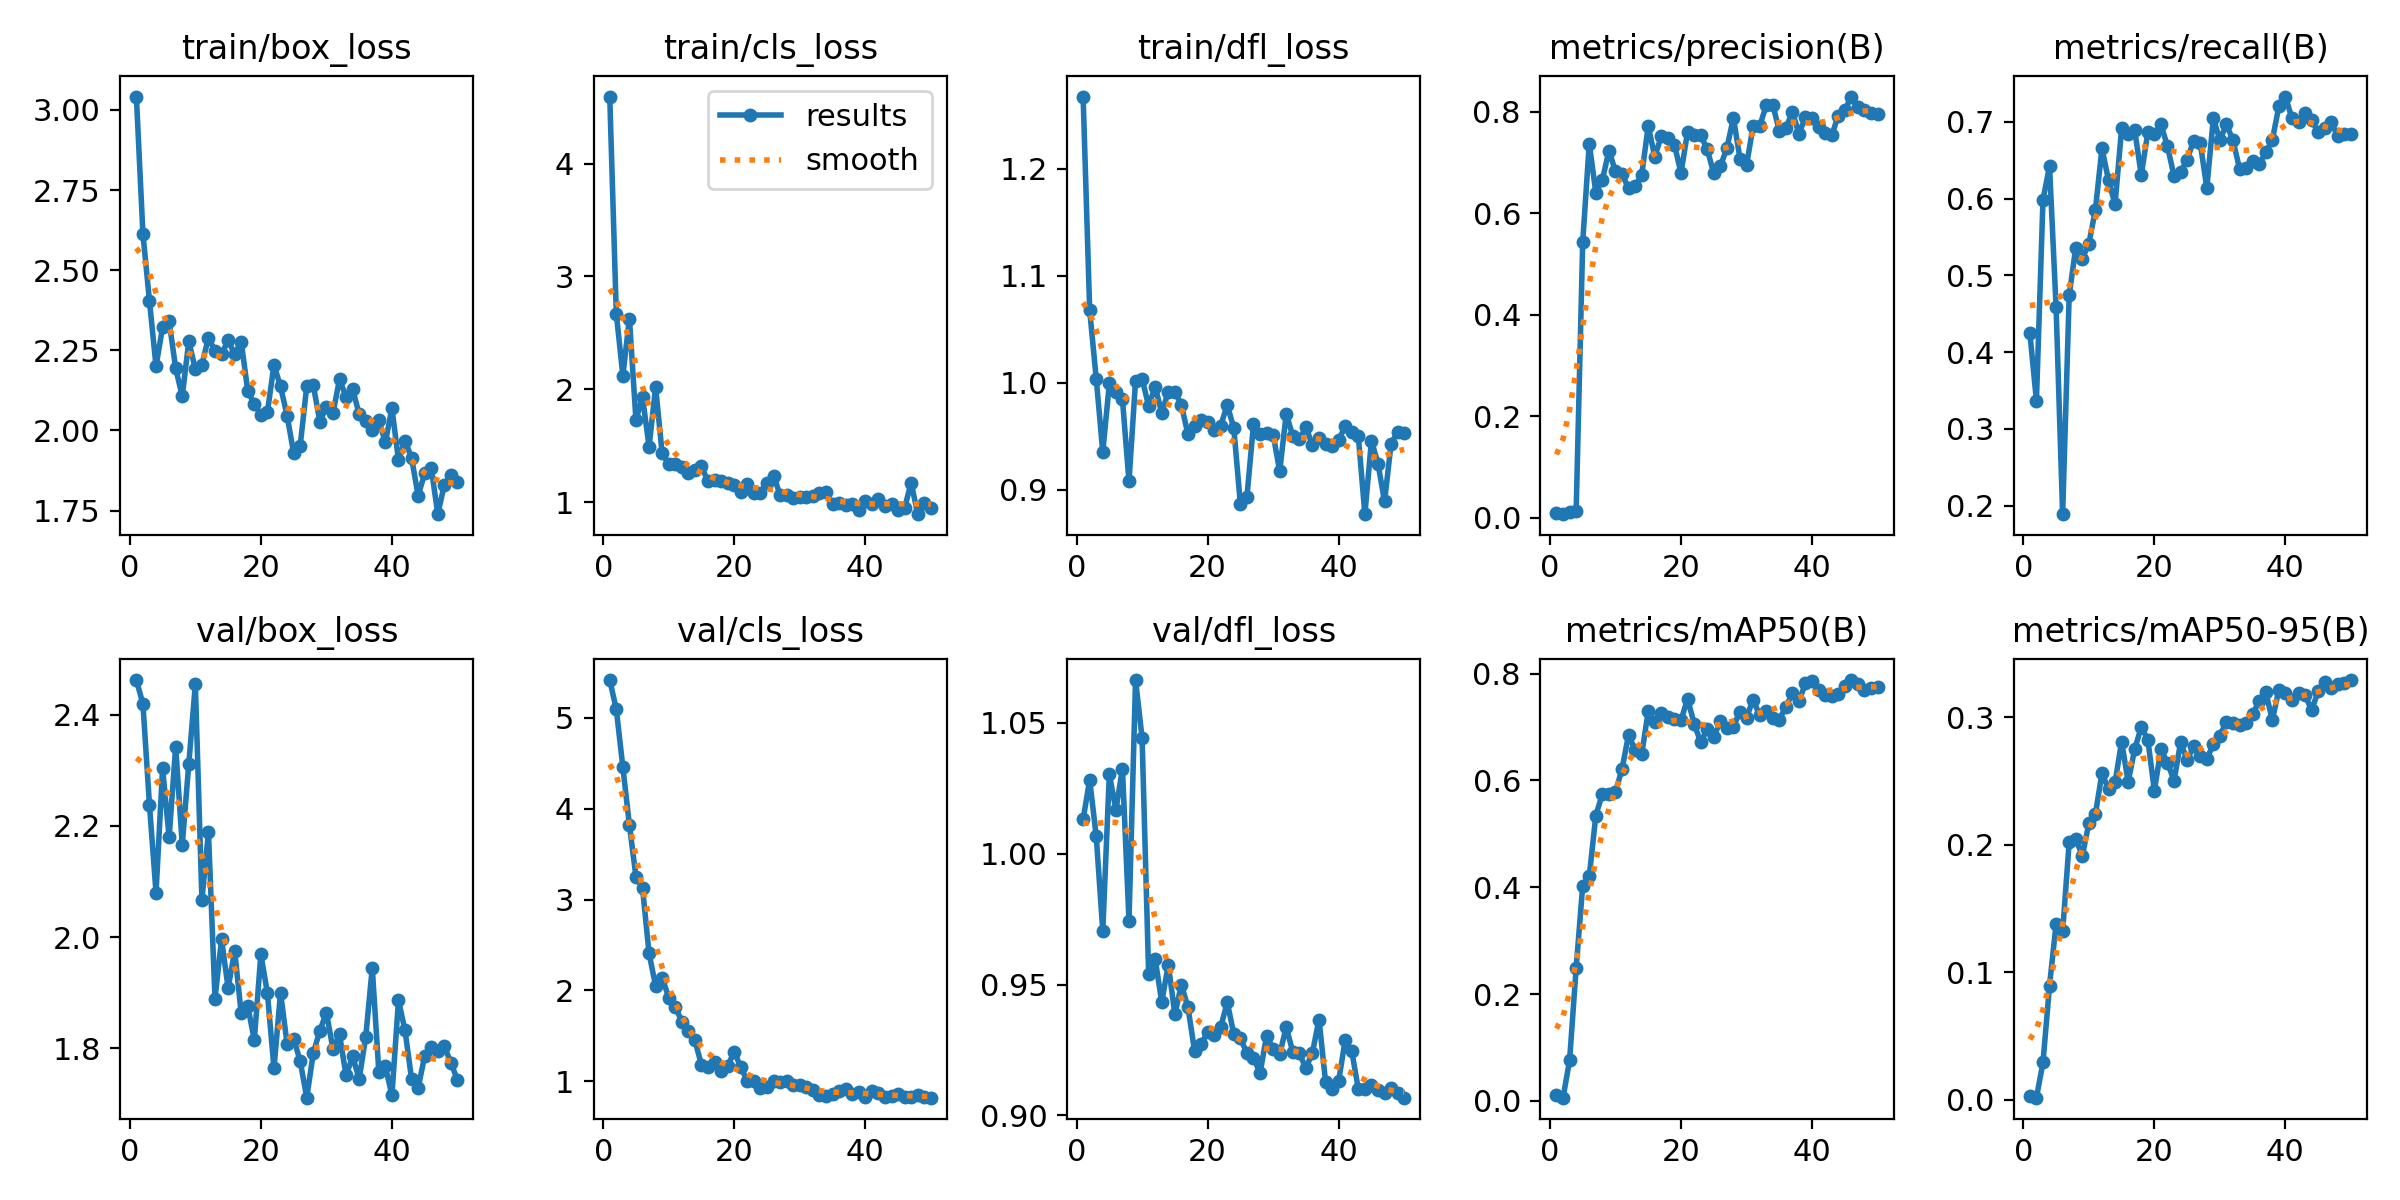 train/box_loss
3.00
2.75
2.50
2.25
2.00
1.75
0 20 40
train/cls_loss
results
smooth
4
3
2
1
0 20 40
train/dfl_loss
1.2
1.1
1.0
0.9
0 20 40
metrics/precision(B)
0.8
0.6
0.4
0.2
0.0
0 20 40
metrics/recall(B)
0.7
0.6
0.5
0.4
0.3
0.2
0 20 40
val/box_loss
2.4
2.2
2.0
1.8
0 20 40
val/cls_loss
5
4
3
2
1
0 20 40
val/dfl_loss
1.05
1.00
0.95
0.90
0 20 40
metrics/mAP50(B)
0.8
0.6
0.4
0.2
0.0
0 20 40
metrics/mAP50-95(B)
0.3
0.2
0.1
0.0
0 20 40